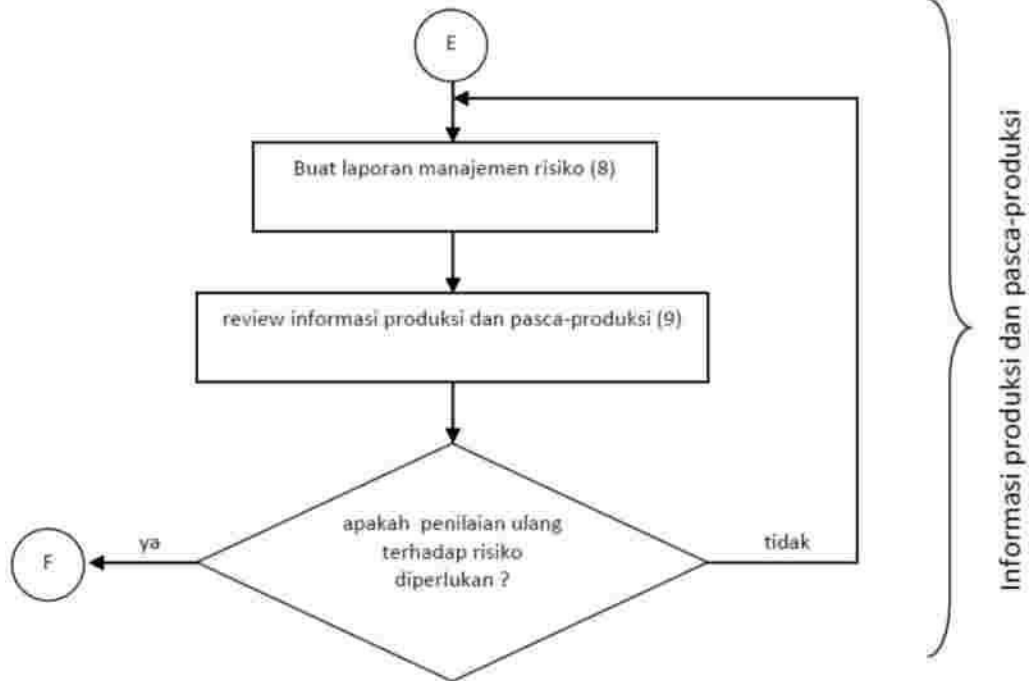 E
Buat laporan manajemen risiko (8)
review informasi produksi dan pasca-produksi (9)
apakah penilaian ulang
terhadap risiko
diperlukan ?
ya
tidak
F
Informasi produksi dan pasca-produksi